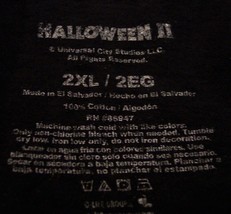 HALLOWEEN II
© Universal City Studios LLC.
All Rights Reserved.
2XL / 2EG
Made in El Salvador / Hecho en El Salvador
100% Cotton / Algodón
RN
Machine wash cold with like colors.
Only non-chlorine bleach when needed. Tumble
dry low. Iron low only, do not iron decoration.
Lave en agua fría con colores similares. Use
blanqueador sin cloro solo cuando sea necesario.
Secar en secadora a baja temperatura. Planchar a
baja temperatura, no planchar el estampado.